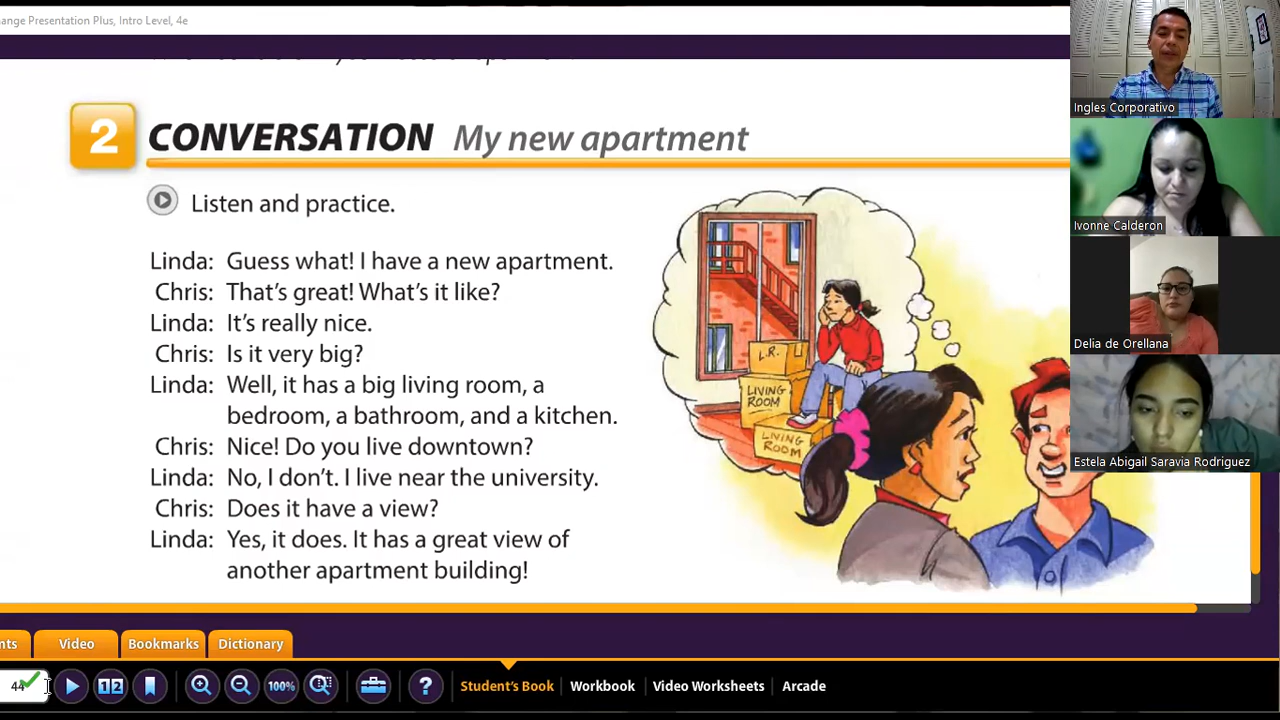 ange Presentation Plus, Intro Level, 4e
2 CONVERSATION My new apartment
Listen and practice.
Linda: Guess what! I have a new apartment.
Chris: That's great! What's it like?
Linda: It's really nice.
Chris: Is it very big?
Linda: Well, it has a big living room, a
bedroom, a bathroom, and a kitchen.
Chris: Nice! Do you live downtown?
Linda: No, I don't. I live near the university.
Chris: Does it have a view?
Linda: Yes, it does. It has a great view of
another apartment building!
L.R.
LIVING
ROOM
LIVING
ROOM
Ingles Corporativo
Ivonne Calderon
Delia de Orellana
Estela Abigail Saravia Rodriguez
nts Video Bookmarks Dictionary
44 1 2 100% ? Student's Book Workbook Video Worksheets Arcade